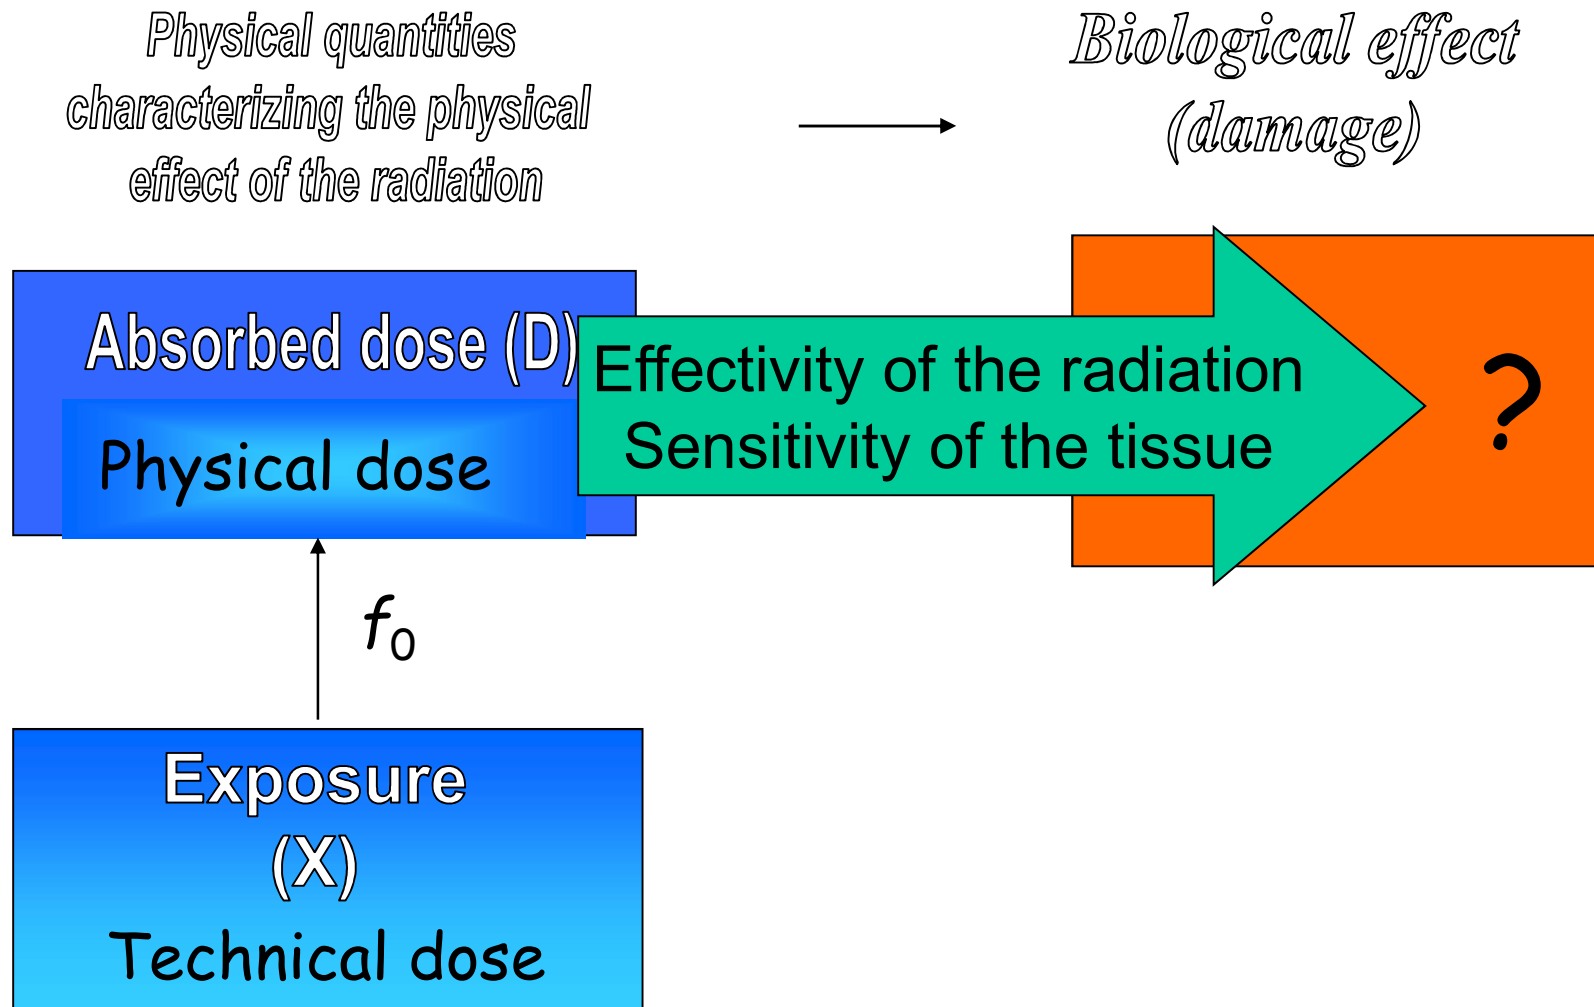 Physical quantities
characterizing the physical
effect of the radiation
Biological effect
(damage)
Absorbed dose (D)
Physical dose
Effectivity of the radiation
Sensitivity of the tissue
?
f₀
Exposure
(X)
Technical dose